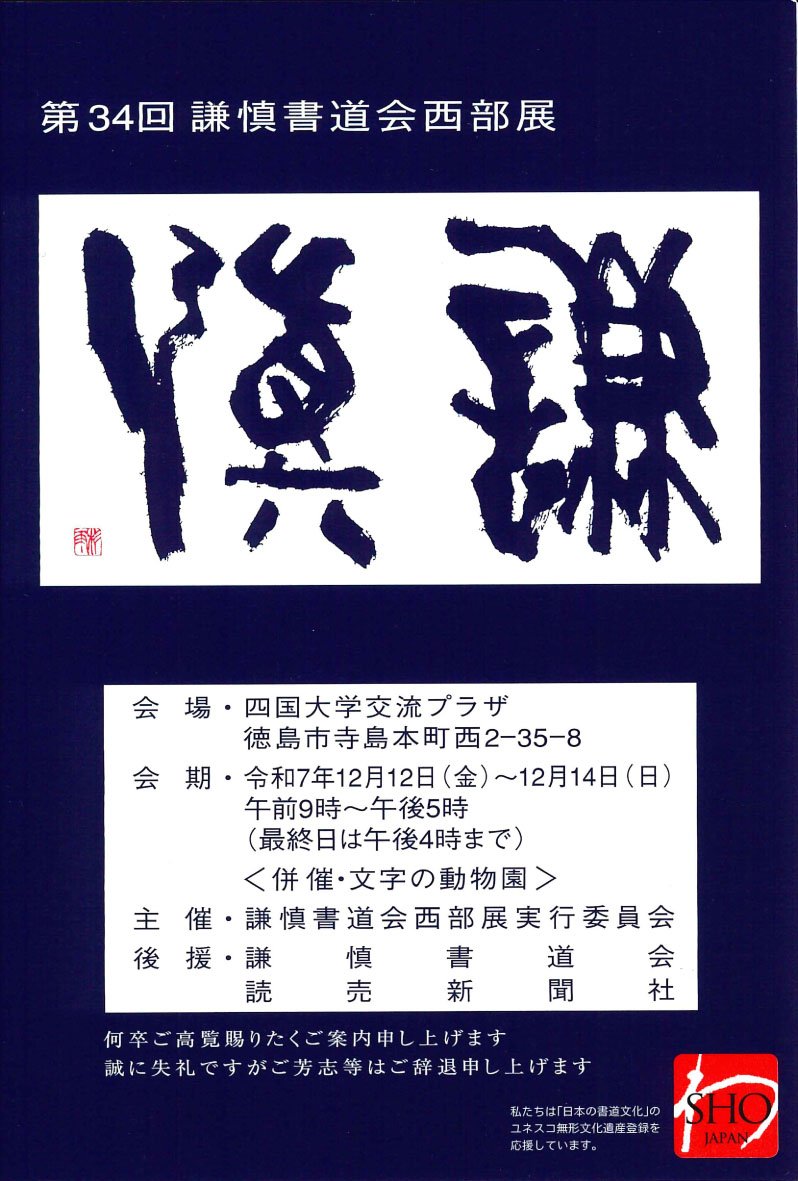 第34回 謙慎書道会西部展
謙慎
会場・四国大学交流プラザ
徳島市寺島本町西2-35-8
会期・令和7年12月12日(金)〜12月14日(日)
午前9時〜午後5時
(最終日は午後4時まで)
<併催・文字の動物園>
主催・謙慎書道会西部展実行委員会
後援・謙慎書道会
読売新聞社
何卒ご高覧賜りたくご案内申し上げます
誠に失礼ですがご芳志等はご辞退申し上げます
私たちは「日本の書道文化」の
ユネスコ無形文化遺産登録を
応援しています。
SHO
JAPAN